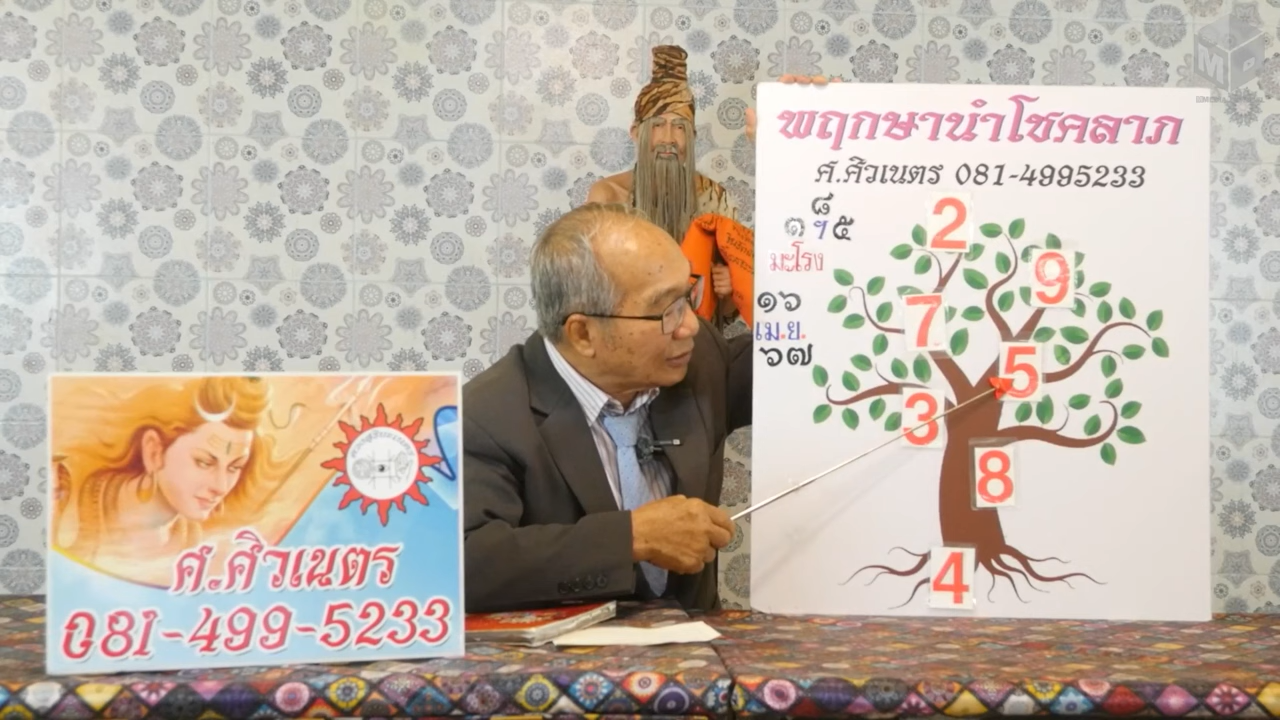 พฤกษานำโชคลาภ
ศ.ศิวเนตร 081-4995233
๘
๑ ฯ ๕
มะโรง
๑๖
เม.ย.
๖๗
2
9
7
5
3
8
4
ศ.ศิวเนตร
081-499-5233